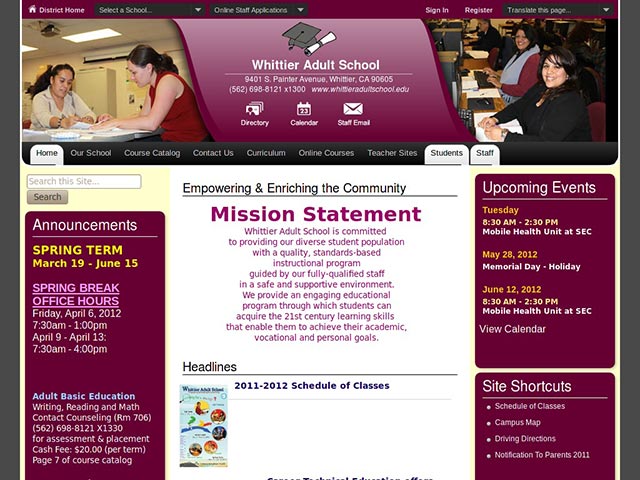 District Home
Select a School...
Online Staff Applications
Sign In
Register
Translate this page...
Whittier Adult School
9401 S. Painter Avenue, Whittier, CA 90605
(562) 698-8121 x1300 www.whittieradultschool.edu
Directory
Calendar
Staff Email
Home
Our School
Course Catalog
Contact Us
Curriculum
Online Courses
Teacher Sites
Students
Staff
Search this Site...
Search
Announcements
SPRING TERM
March 19 - June 15
SPRING BREAK
OFFICE HOURS
Friday, April 6, 2012
7:30am - 1:00pm
April 9 - April 13:
7:30am - 4:00pm
Adult Basic Education
Writing, Reading and Math
Contact Counseling (Rm 706)
(562) 698-8121 X1330
for assessment & placement
Cash Fee: $20.00 (per term)
Page 7 of course catalog
Empowering & Enriching the Community
Mission Statement
Whittier Adult School is committed
to providing our diverse student population
with a quality, standards-based
instructional program
guided by our fully-qualified staff
in a safe and supportive environment.
We provide an engaging educational
program through which students can
acquire the 21st century learning skills
that enable them to achieve their academic,
vocational and personal goals.
Headlines
Whittier Adult School
2011-2012 Schedule of Classes
Career Technical Education offers
Upcoming Events
Tuesday
8:30 AM - 2:30 PM
Mobile Health Unit at SEC
May 28, 2012
Memorial Day - Holiday
June 12, 2012
8:30 AM - 2:30 PM
Mobile Health Unit at SEC
View Calendar
Site Shortcuts
Schedule of Classes
Campus Map
Driving Directions
Notification To Parents 2011